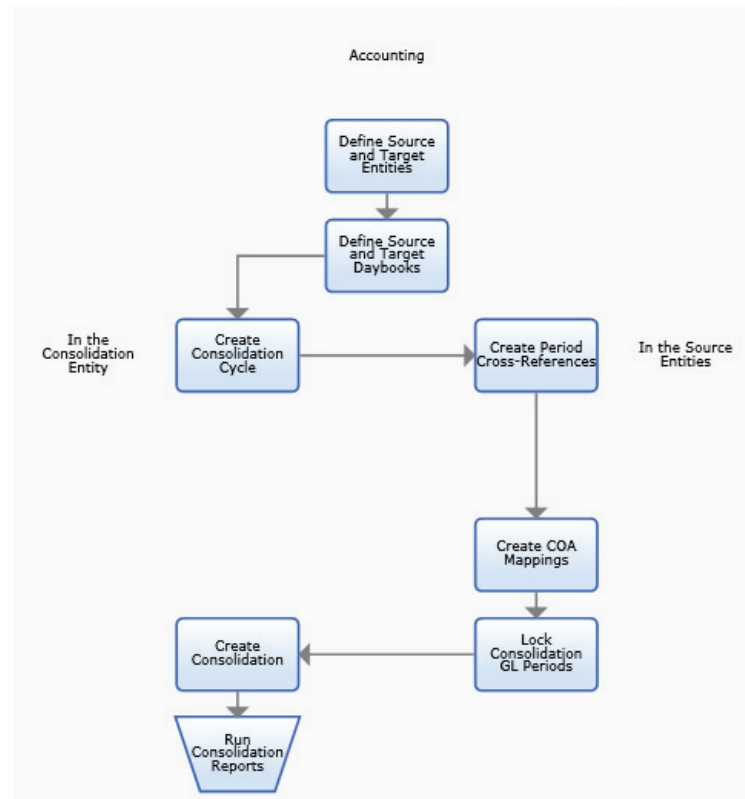 Accounting
Define Source
and Target
Entities
Define Source
and Target
Daybooks
In the
Consolidation
Entity
Create
Consolidation
Cycle
Create Period
Cross-References
In the Source
Entities
Create COA
Mappings
Create
Consolidation
Lock
Consolidation
GL Periods
Run
Consolidation
Reports